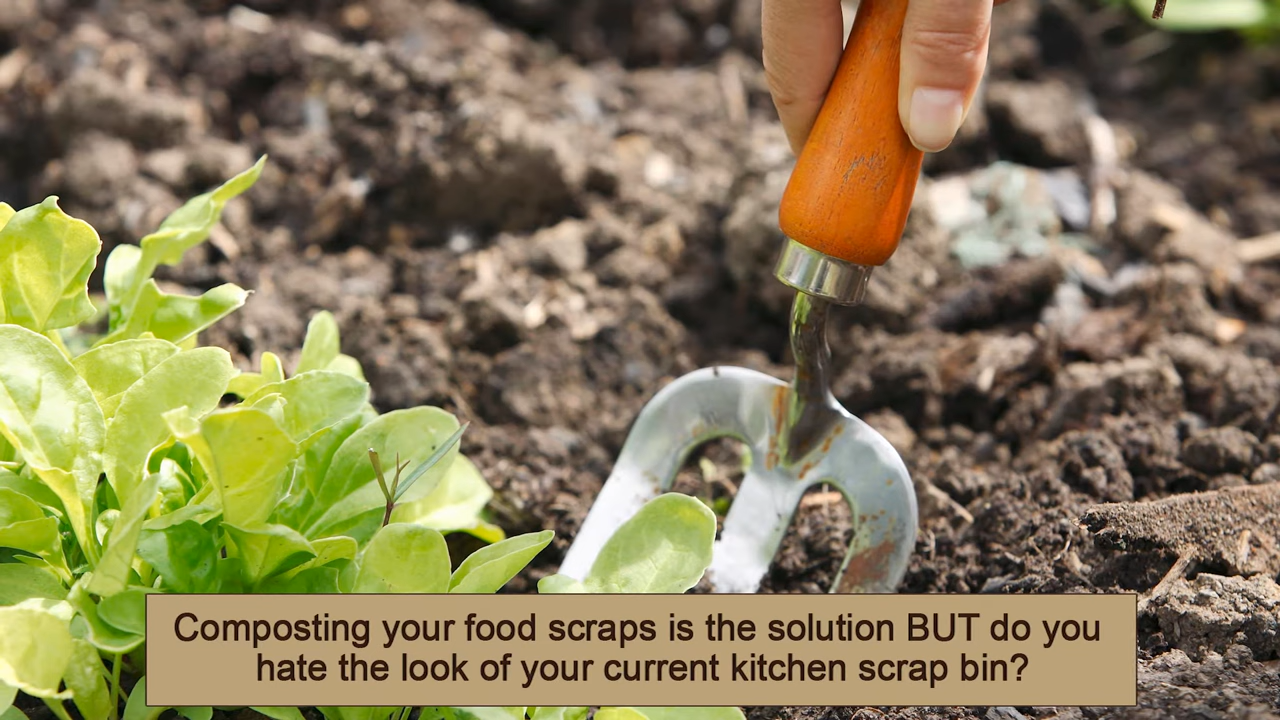 Composting your food scraps is the solution BUT do you
hate the look of your current kitchen scrap bin?